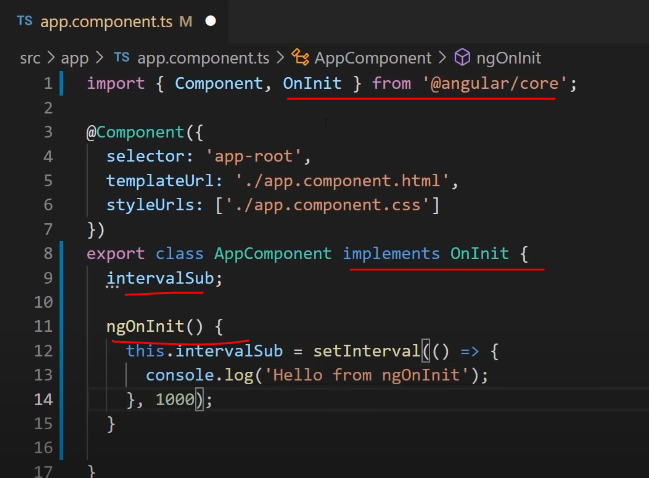 TS app.component.ts M
src > app > TS app.component.ts > AppComponent > ngOnInit
1 import { Component, OnInit } from '@angular/core';
2
3 @Component({
4   selector: 'app-root',
5   templateUrl: './app.component.html',
6   styleUrls: ['./app.component.css']
7 })
8 export class AppComponent implements OnInit {
9   intervalSub;
10
11   ngOnInit() {
12     this.intervalSub = setInterval(() => {
13       console.log('Hello from ngOnInit');
14     }, 1000);
15   }
16
17 }